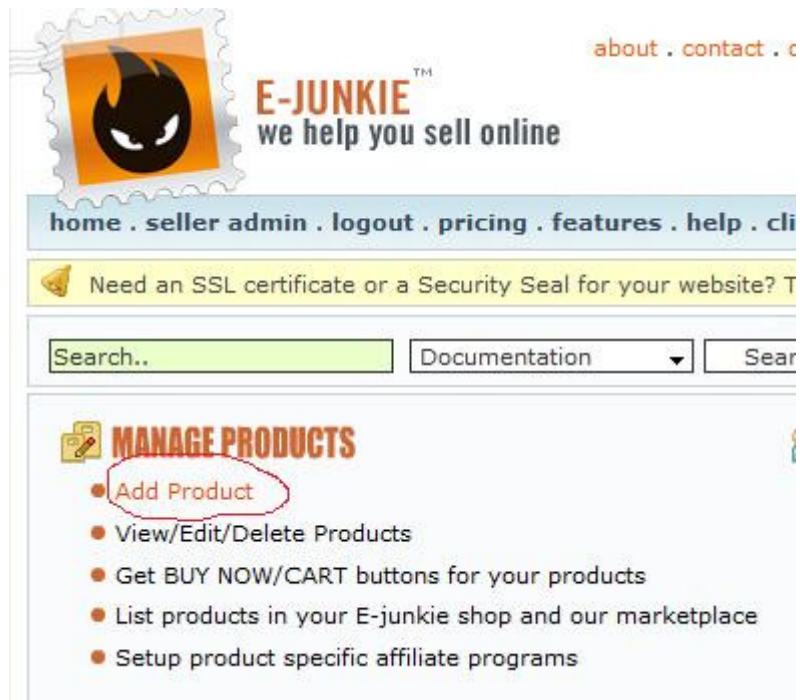 about . contact .
E-JUNKIE™
we help you sell online
home . seller admin . logout . pricing . features . help .
Need an SSL certificate or a Security Seal for your website?
Search.. Documentation
MANAGE PRODUCTS
Add Product
View/Edit/Delete Products
Get BUY NOW/CART buttons for your products
List products in your E-junkie shop and our marketplace
Setup product specific affiliate programs